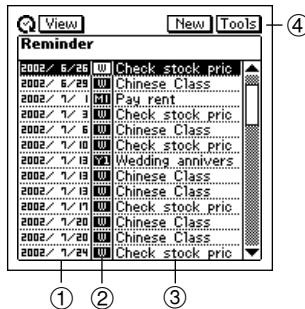 View New Tools ④
Reminder
2002/ 6/26 W Check stock pric
2002/ 6/29 W Chinese Class
2002/ 7/ 1 M1 Pay rent
2002/ 7/ 3 W Check stock pric
2002/ 7/ 6 W Chinese Class
2002/ 7/10 W Check stock pric
2002/ 7/13 Y1 Wedding annivers
2002/ 7/13 W Chinese Class
2002/ 7/13 W Chinese Class
2002/ 7/17 W Check stock pric
2002/ 7/20 W Chinese Class
2002/ 7/20 W Chinese Class
2002/ 7/24 W Check stock pric
① ② ③